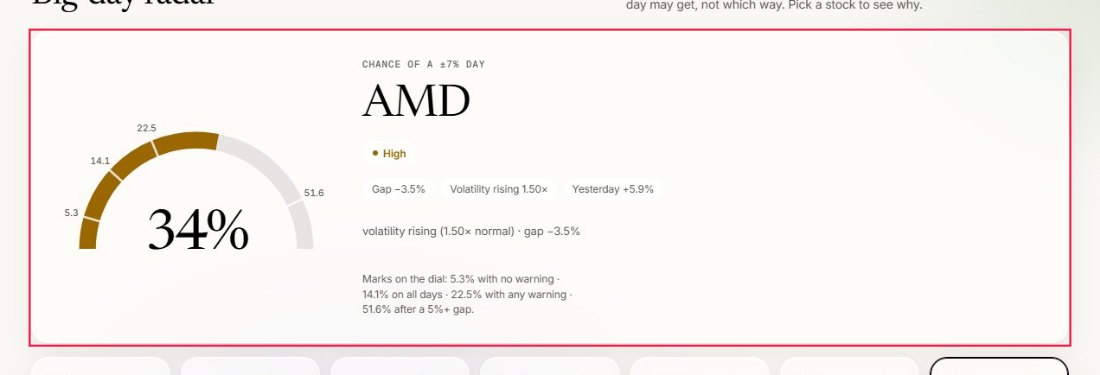 Big-day radar
day may get, not which way. Pick a stock to see why.
CHANCE OF A ±7% DAY
AMD
High
Gap −3.5%
Volatility rising 1.50×
Yesterday +5.9%
volatility rising (1.50× normal) · gap −3.5%
Marks on the dial: 5.3% with no warning ·
14.1% on all days · 22.5% with any warning ·
51.6% after a 5%+ gap.
22.5
14.1
5.3
51.6
34%